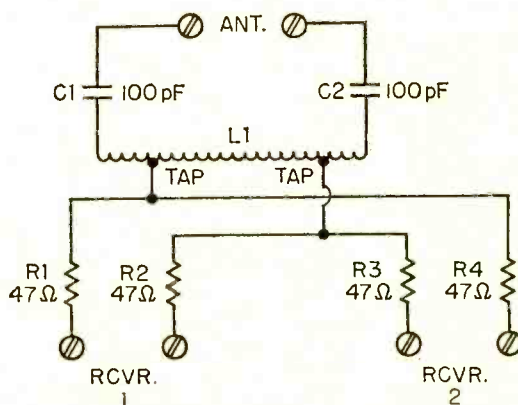 ANT.
C1 100pF
C2 100pF
L1
TAP TAP
R1 47Ω
R2 47Ω
R3 47Ω
R4 47Ω
RCVR. 1
RCVR. 2